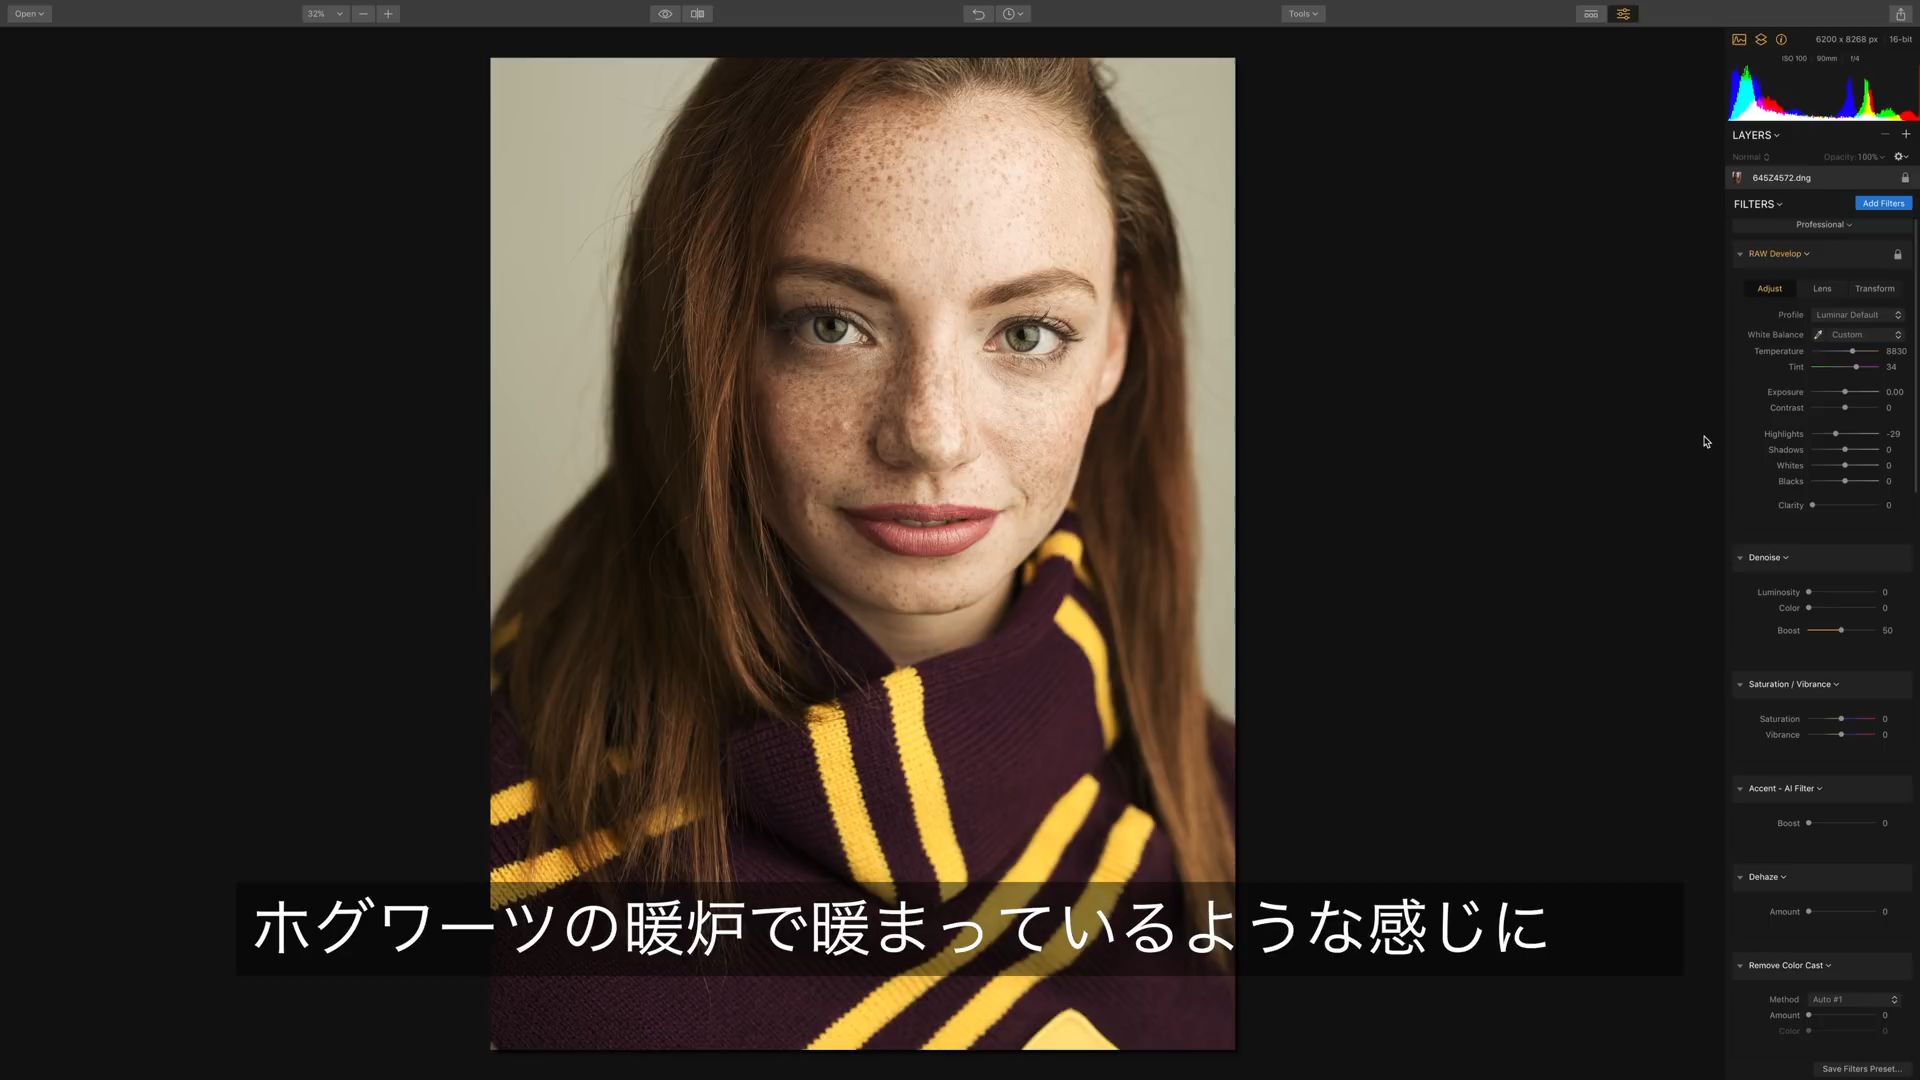 Open
32%
Tools
6200 x 8268 px 16-bit
ISO 100 90mm f/4
LAYERS
Normal Opacity: 100%
645Z4572.dng
FILTERS Add Filters
Professional
RAW Develop
Adjust Lens Transform
Profile Luminar Default
White Balance Custom
Temperature 8830
Tint 34
Exposure 0.00
Contrast 0
Highlights -29
Shadows 0
Whites 0
Blacks 0
Clarity 0
Denoise
Luminosity 0
Color 0
Boost 50
Saturation / Vibrance
Saturation 0
Vibrance 0
Accent - AI Filter
Boost 0
Dehaze
Amount 0
ホグワーツの暖炉で暖まっているような感じに
Remove Color Cast
Method Auto #1
Amount 0
Color 0
Save Filters Preset...